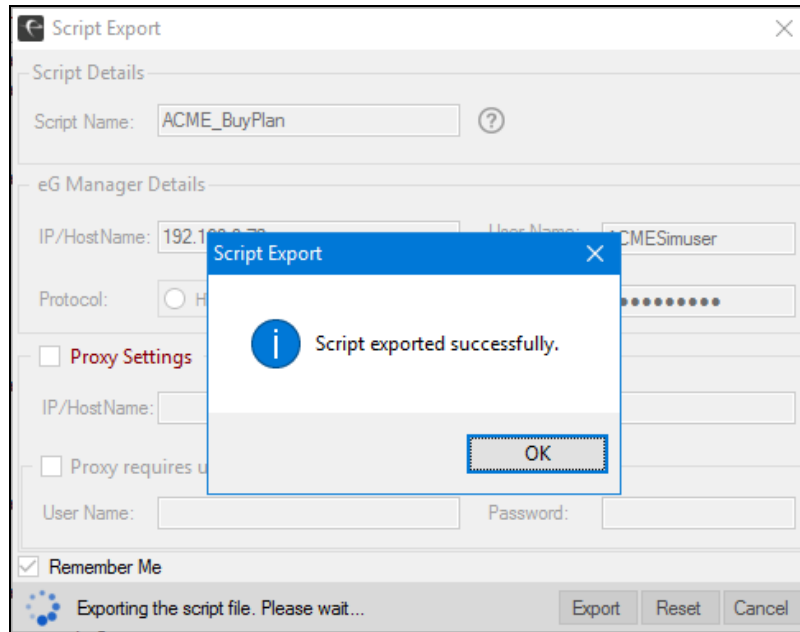 Script Export
Script Details
Script Name: ACME_BuyPlan
eG Manager Details
IP/HostName:
Protocol:
Script Export
Script exported successfully.
OK
Proxy Settings
IP/HostName:
Proxy requires
User Name: Password:
Remember Me
Exporting the script file. Please wait... Export Reset Cancel